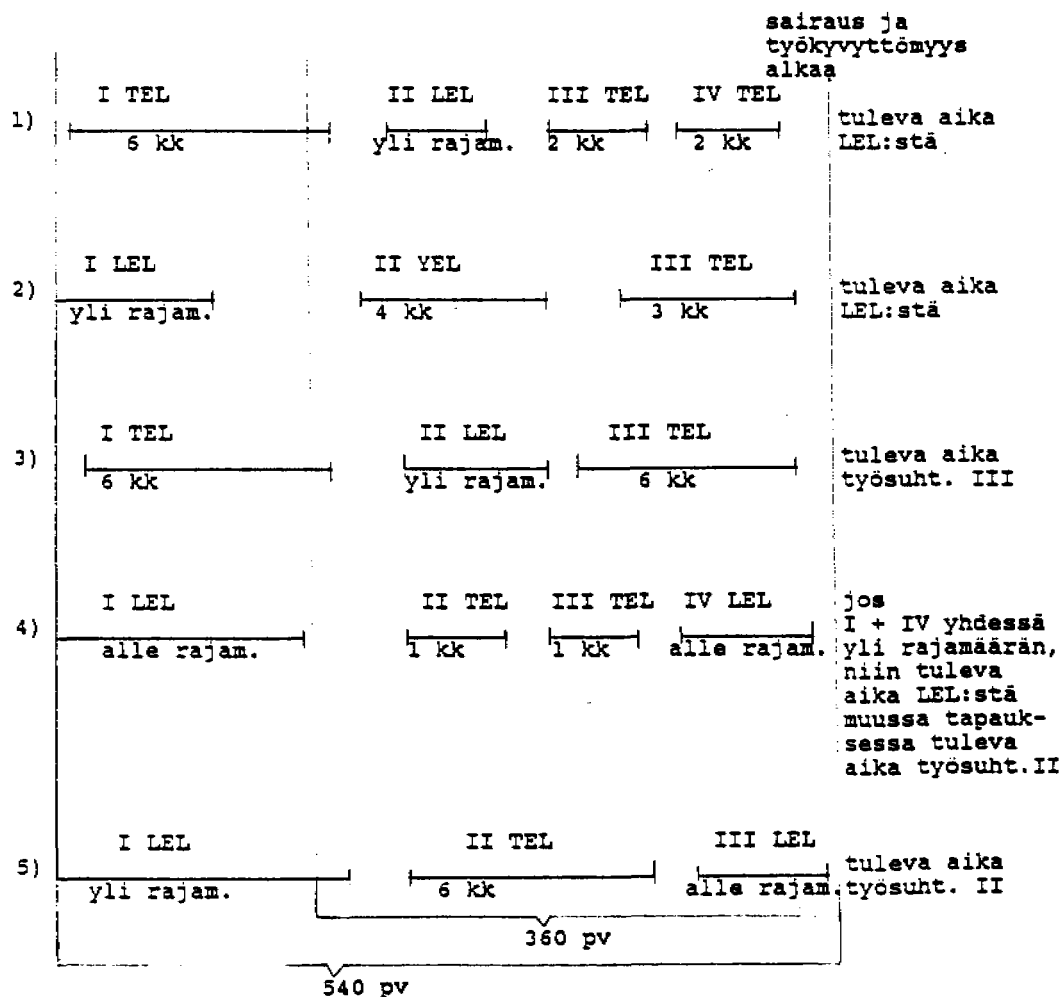 sairaus ja
työkyvyttömyys
alkaa
I TEL II LEL III TEL IV TEL
1) tuleva aika
6 kk yli rajam. 2 kk 2 kk LEL:stä
I LEL II YEL III TEL
2) tuleva aika
yli rajam. 4 kk 3 kk LEL:stä
I TEL II LEL III TEL
3) tuleva aika
6 kk yli rajam. 6 kk työsuht. III
I LEL II TEL III TEL IV LEL jos
4) I + IV yhdessä
alle rajam. 1 kk 1 kk alle rajam. yli rajamäärän,
niin tuleva
aika LEL:stä
muussa tapauk-
sessa tuleva
aika työsuht.II
I LEL II TEL III LEL
5) tuleva aika
yli rajam. 6 kk alle rajam. työsuht. II
360 pv
540 pv